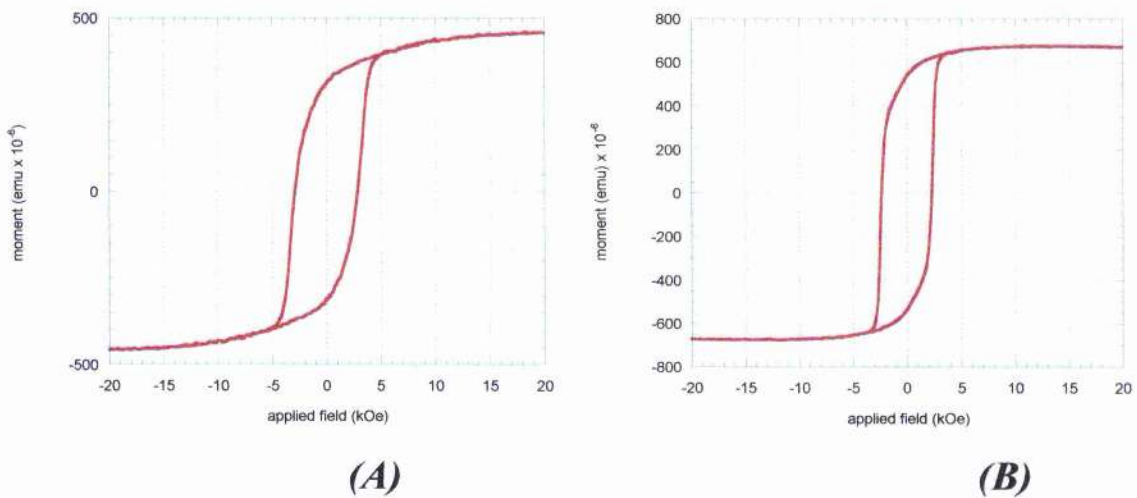 500
0
-500
-20 -15 -10 -5 0 5 10 15 20
moment (emu x 10⁻⁶)
applied field (kOe)
(A)
800
600
400
200
0
-200
-400
-600
-800
-20 -15 -10 -5 0 5 10 15 20
moment (emu) x 10⁻⁶
applied field (kOe)
(B)